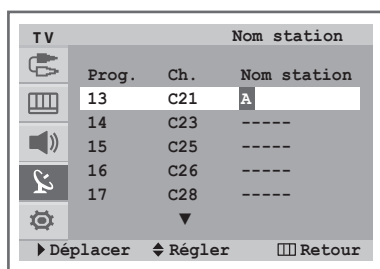 TV Nom station
Prog. Ch. Nom station
13 C21 A
14 C23 -----
15 C25 -----
16 C26 -----
17 C28 -----
▼
Déplacer Régler Retour